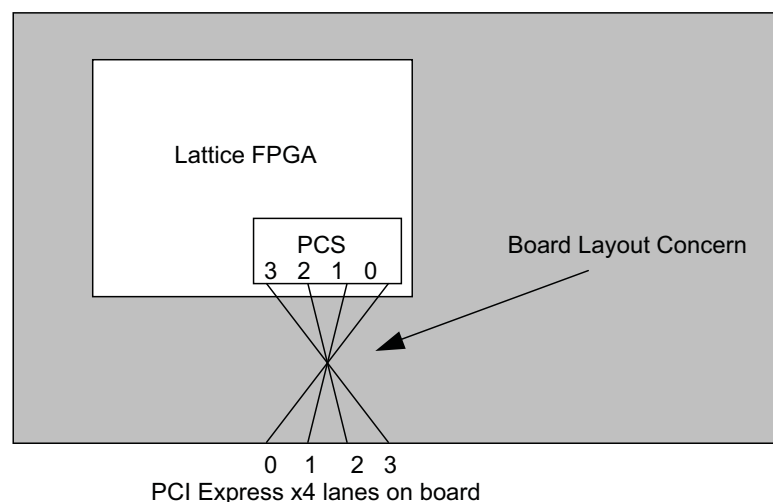 Lattice FPGA
PCS
3 2 1 0
Board Layout Concern
0 1 2 3
PCI Express x4 lanes on board